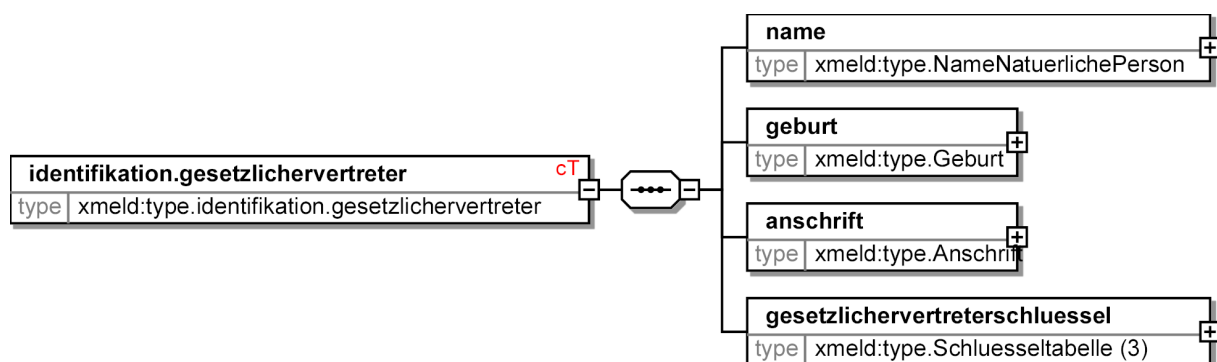 name
type xmeld:type.NameNatuerlichePerson
geburt
type xmeld:type.Geburt
identifikation.gesetzlichervertreter cT
type xmeld:type.identifikation.gesetzlichervertreter
anschrift
type xmeld:type.Anschrift
gesetzlichervertreterschluessel
type xmeld:type.Schluesseltabelle (3)